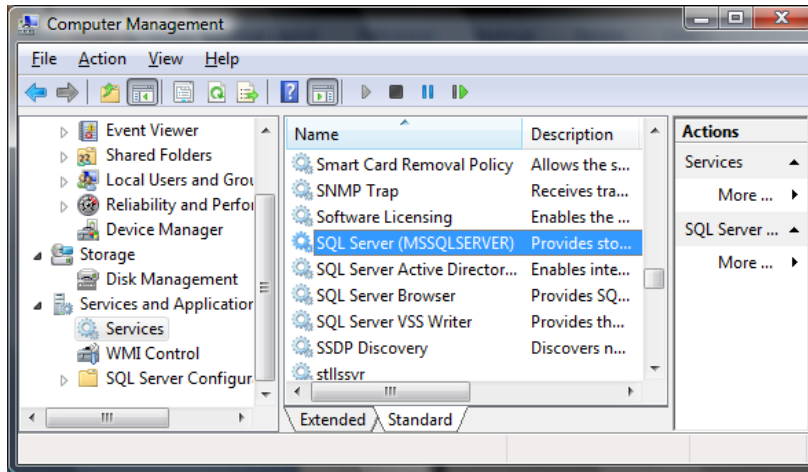 Computer Management
File Action View Help
Event Viewer
Shared Folders
Local Users and Grou
Reliability and Perfor
Device Manager
Storage
Disk Management
Services and Application
Services
WMI Control
SQL Server Configur
Name Description
Smart Card Removal Policy Allows the s...
SNMP Trap Receives tra...
Software Licensing Enables the ...
SQL Server (MSSQLSERVER) Provides sto...
SQL Server Active Director... Enables inte...
SQL Server Browser Provides SQ...
SQL Server VSS Writer Provides th...
SSDP Discovery Discovers n...
stllssvr
Extended Standard
Actions
Services
More ...
SQL Server ...
More ...